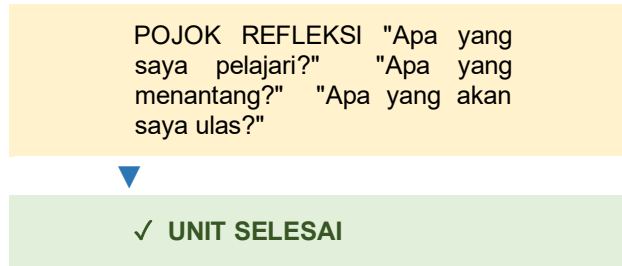 POJOK REFLEKSI "Apa yang
saya pelajari?" "Apa yang
menantang?" "Apa yang akan
saya ulas?"
✓ UNIT SELESAI